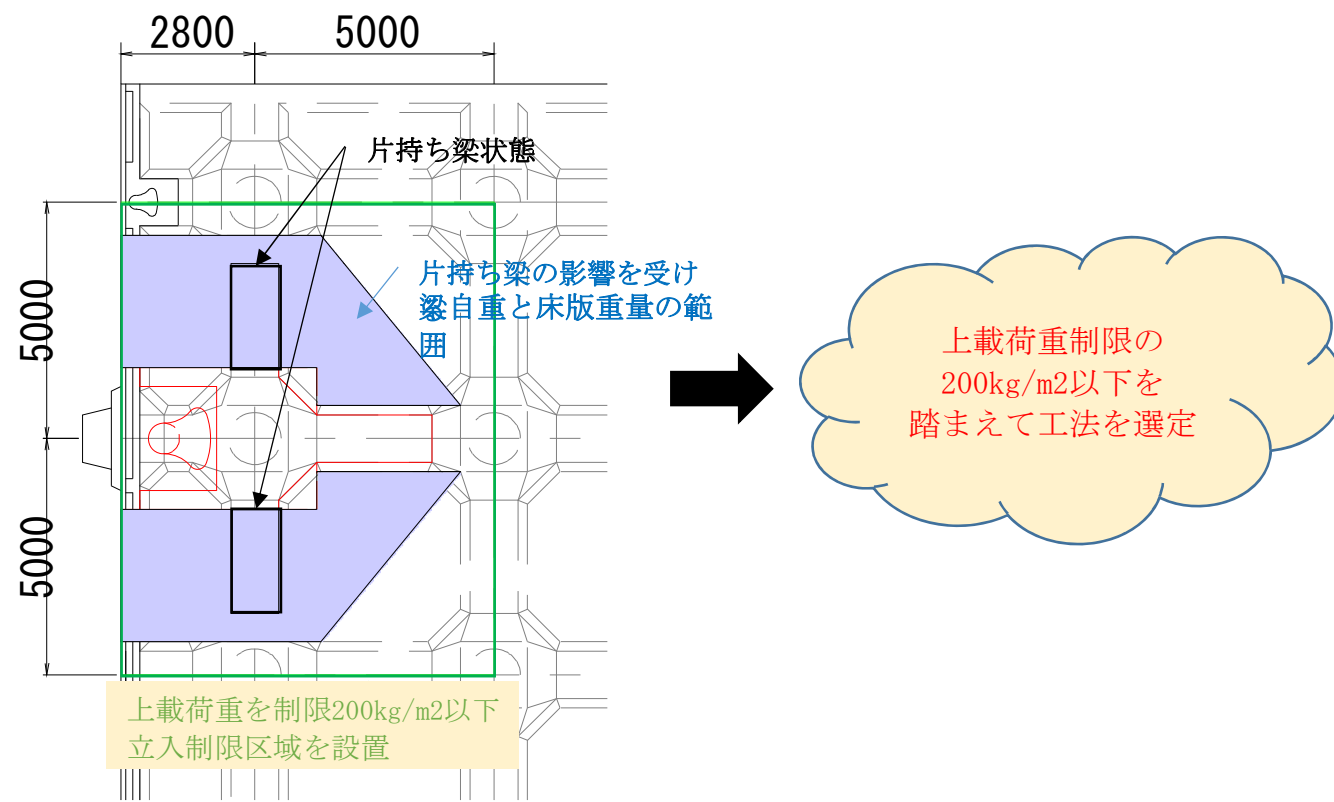 2800
5000
片持ち梁状態
片持ち梁の影響を受け
梁自重と床版重量の範
囲
5000
5000
上載荷重を制限200kg/m2以下
立入制限区域を設置
上載荷重制限の
200kg/m2以下を
踏まえて工法を選定